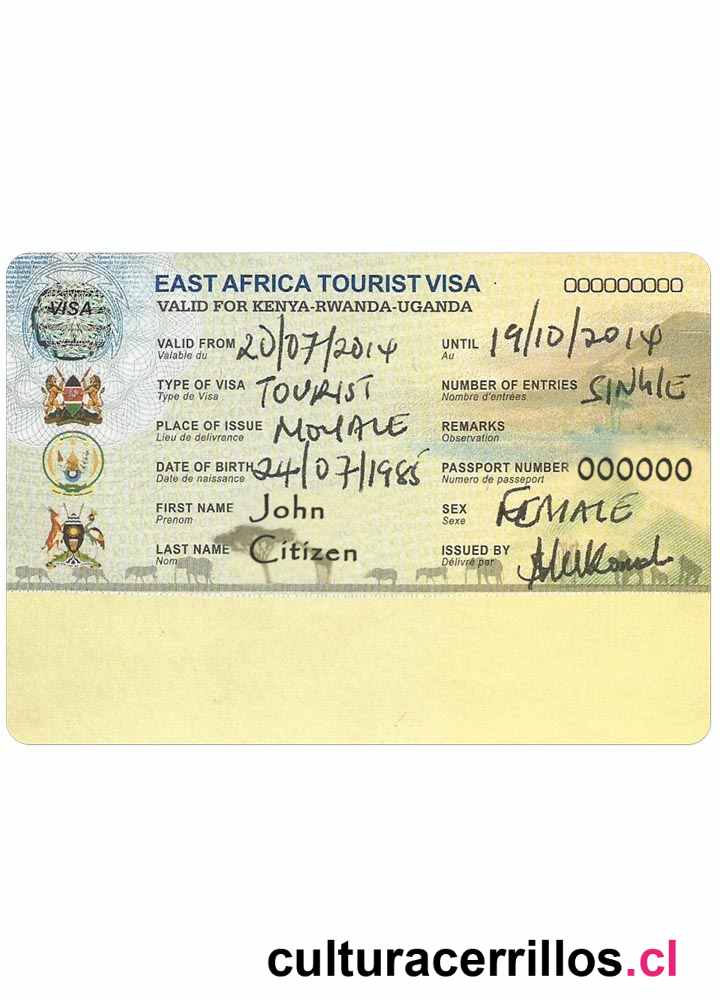 VISA
EAST AFRICA TOURIST VISA
000000000
VALID FOR KENYA-RWANDA-UGANDA
VALID FROM 20/07/2014 UNTIL 19/10/2014
Valable du Au
TYPE OF VISA TOURIST NUMBER OF ENTRIES SINGLE
Type de Visa Nombre d'entrées
PLACE OF ISSUE MOYALE REMARKS
Lieu de delivrance Observation
DATE OF BIRTH 24/07/1985 PASSPORT NUMBER 000000
Date de naissance Numero de passeport
FIRST NAME John SEX FEMALE
Prenom Sexe
LAST NAME Citizen ISSUED BY
Nom Délivré par
culturacerrillos.cl